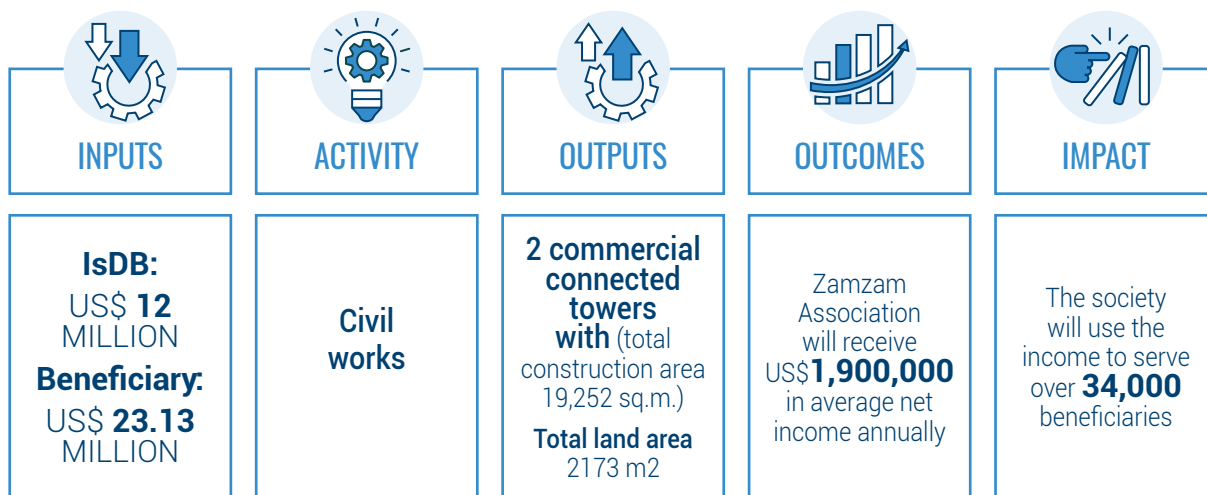 INPUTS
ACTIVITY
OUTPUTS
OUTCOMES
IMPACT
IsDB:
US$ 12
MILLION
Beneficiary:
US$ 23.13
MILLION
Civil
works
2 commercial
connected
towers
with (total
construction area
19,252 sq.m.)
Total land area
2173 m2
Zamzam
Association
will receive
US$1,900,000
in average net
income annually
The society
will use the
income to serve
over 34,000
beneficiaries